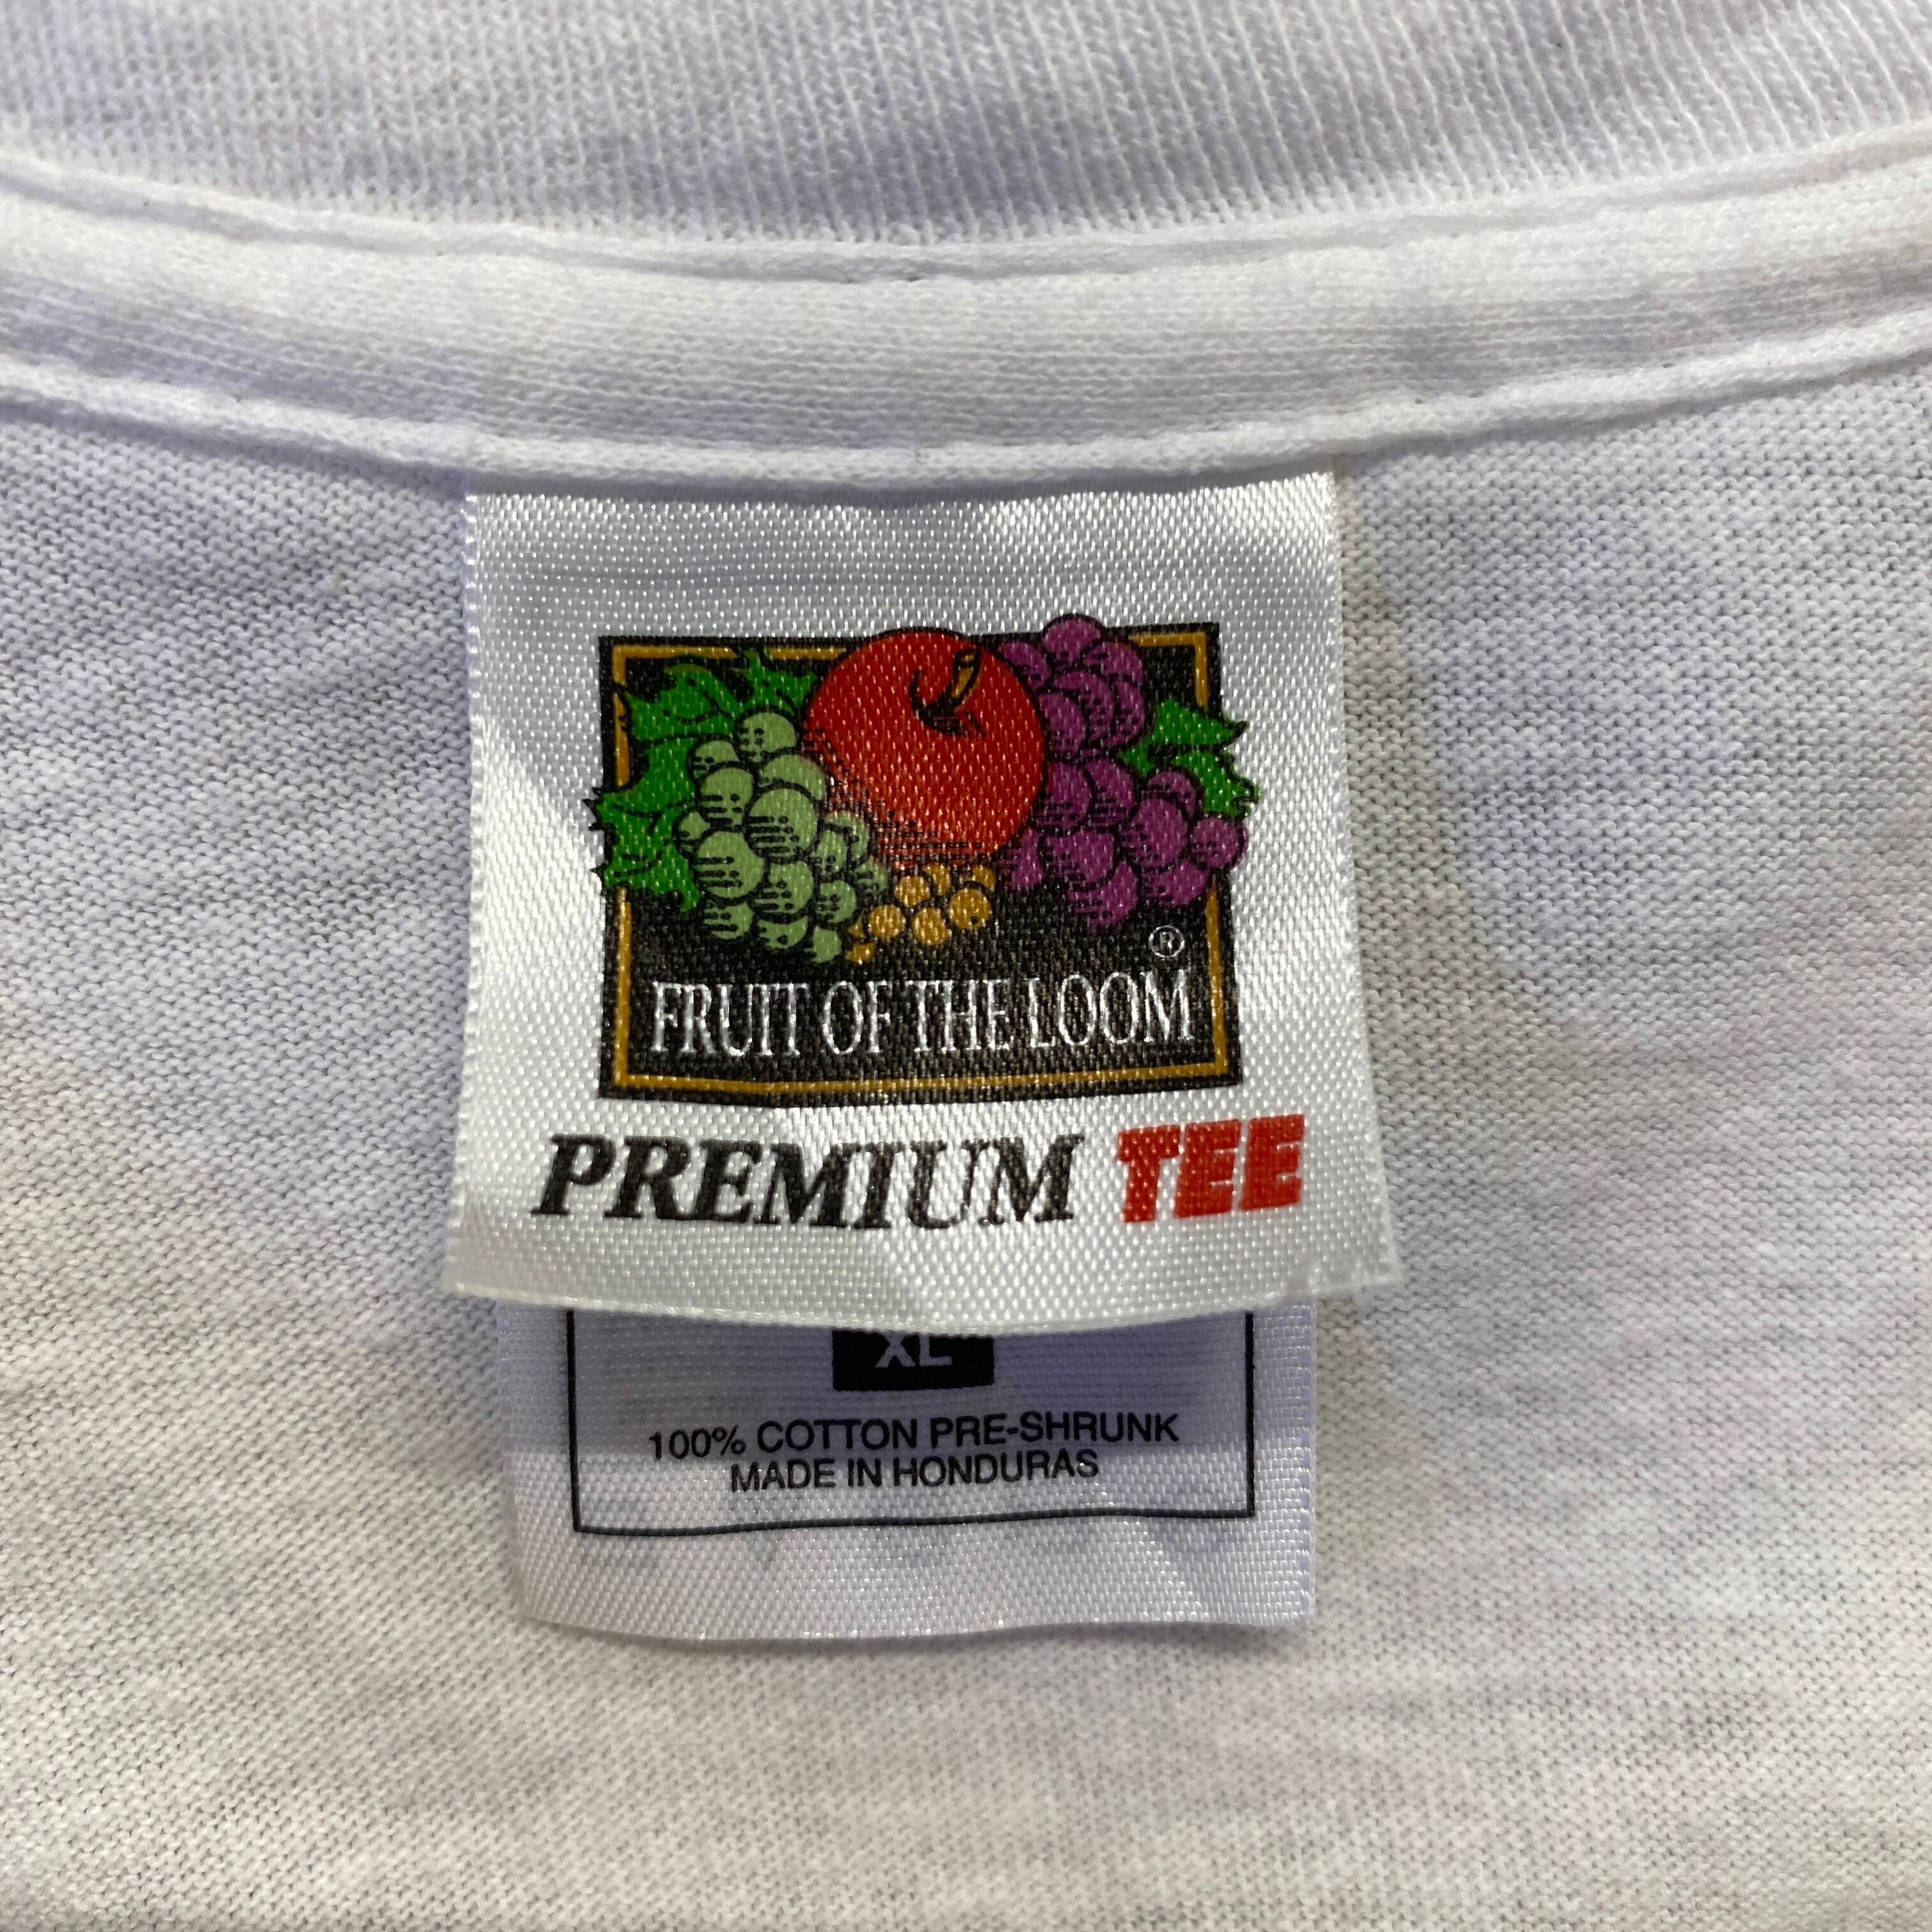 ®
FRUIT OF THE LOOM
PREMIUM TEE
XL
100% COTTON PRE-SHRUNK
MADE IN HONDURAS